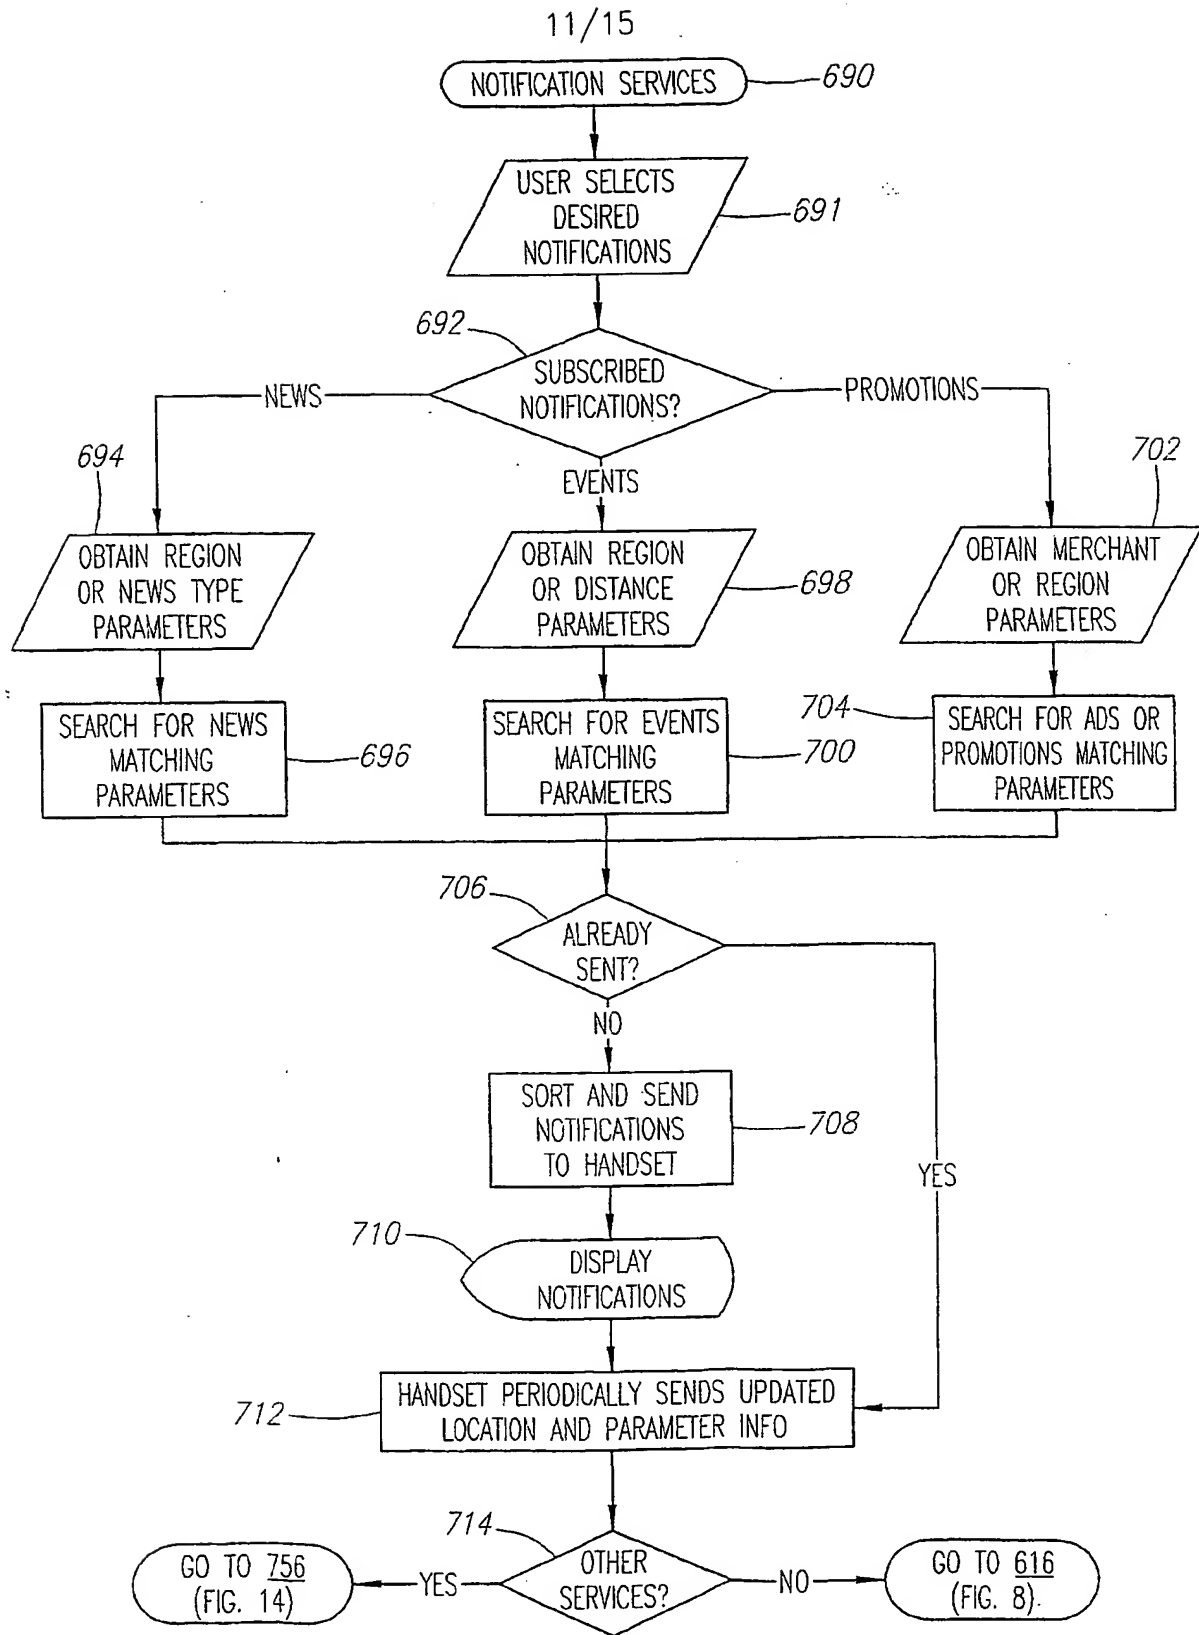 11/15
NOTIFICATION SERVICES
690
USER SELECTS
DESIRED
NOTIFICATIONS
691
692
SUBSCRIBED
NOTIFICATIONS?
NEWS
PROMOTIONS
EVENTS
694
OBTAIN REGION
OR NEWS TYPE
PARAMETERS
OBTAIN REGION
OR DISTANCE
PARAMETERS
698
702
OBTAIN MERCHANT
OR REGION
PARAMETERS
SEARCH FOR NEWS
MATCHING
PARAMETERS
696
SEARCH FOR EVENTS
MATCHING
PARAMETERS
700
704
SEARCH FOR ADS OR
PROMOTIONS MATCHING
PARAMETERS
706
ALREADY
SENT?
NO
YES
SORT AND SEND
NOTIFICATIONS
TO HANDSET
708
710
DISPLAY
NOTIFICATIONS
712
HANDSET PERIODICALLY SENDS UPDATED
LOCATION AND PARAMETER INFO
714
OTHER
SERVICES?
YES
NO
GO TO 756
(FIG. 14)
GO TO 616
(FIG. 8)